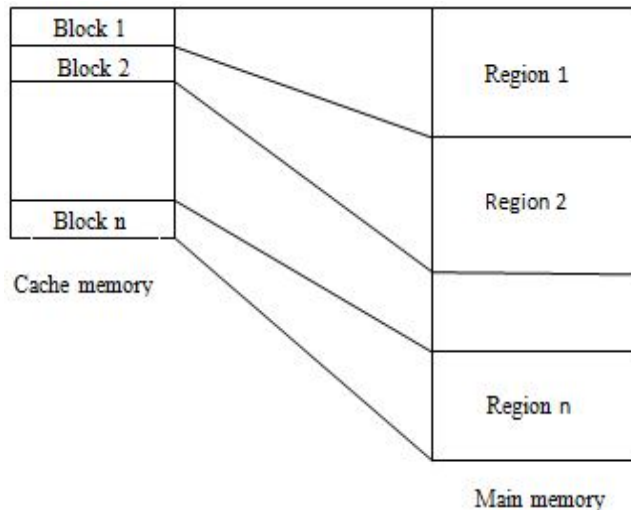 Block 1
Block 2
Block n
Cache memory
Region 1
Region 2
Region n
Main memory